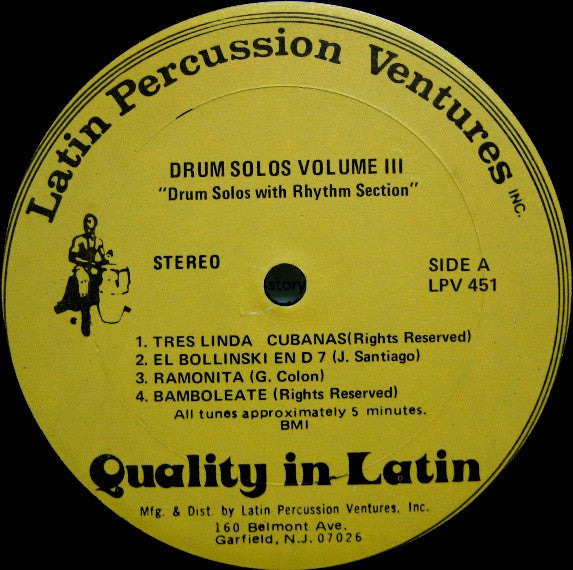 Latin Percussion Ventures INC.
DRUM SOLOS VOLUME III
"Drum Solos with Rhythm Section"
STEREO
SIDE A
LPV 451
story
1. TRES LINDA CUBANAS(Rights Reserved)
2. EL BOLLINSKI EN D 7 (J. Santiago)
3. RAMONITA (G. Colon)
4. BAMBOLEATE (Rights Reserved)
All tunes approximately 5 minutes.
BMI
Quality in Latin
Mfg. & Dist. by Latin Percussion Ventures, Inc.
160 Belmont Ave.
Garfield, N.J. 07026